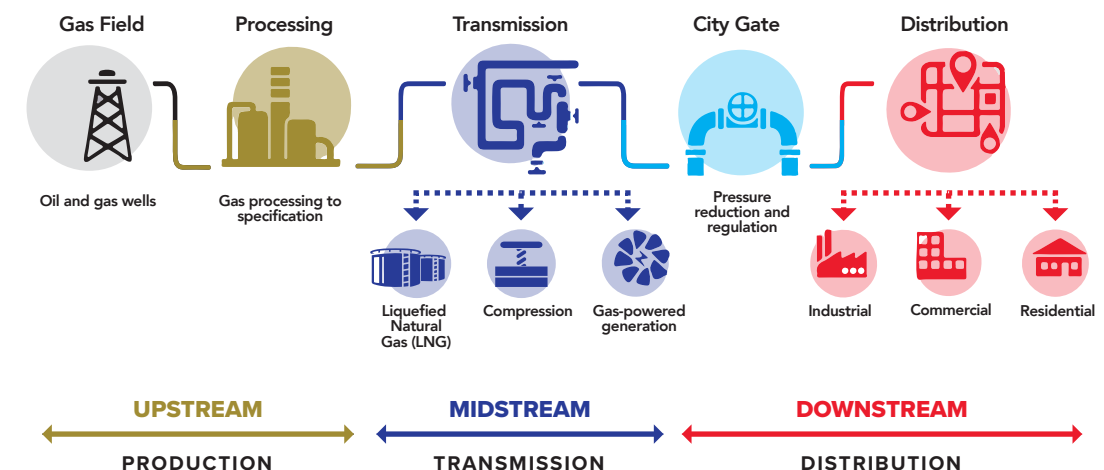 Gas Field
Processing
Transmission
City Gate
Distribution
Oil and gas wells
Gas processing to
specification
Pressure
reduction and
regulation
Liquefied
Natural
Gas (LNG)
Compression
Gas-powered
generation
Industrial
Commercial
Residential
UPSTREAM
MIDSTREAM
DOWNSTREAM
PRODUCTION
TRANSMISSION
DISTRIBUTION